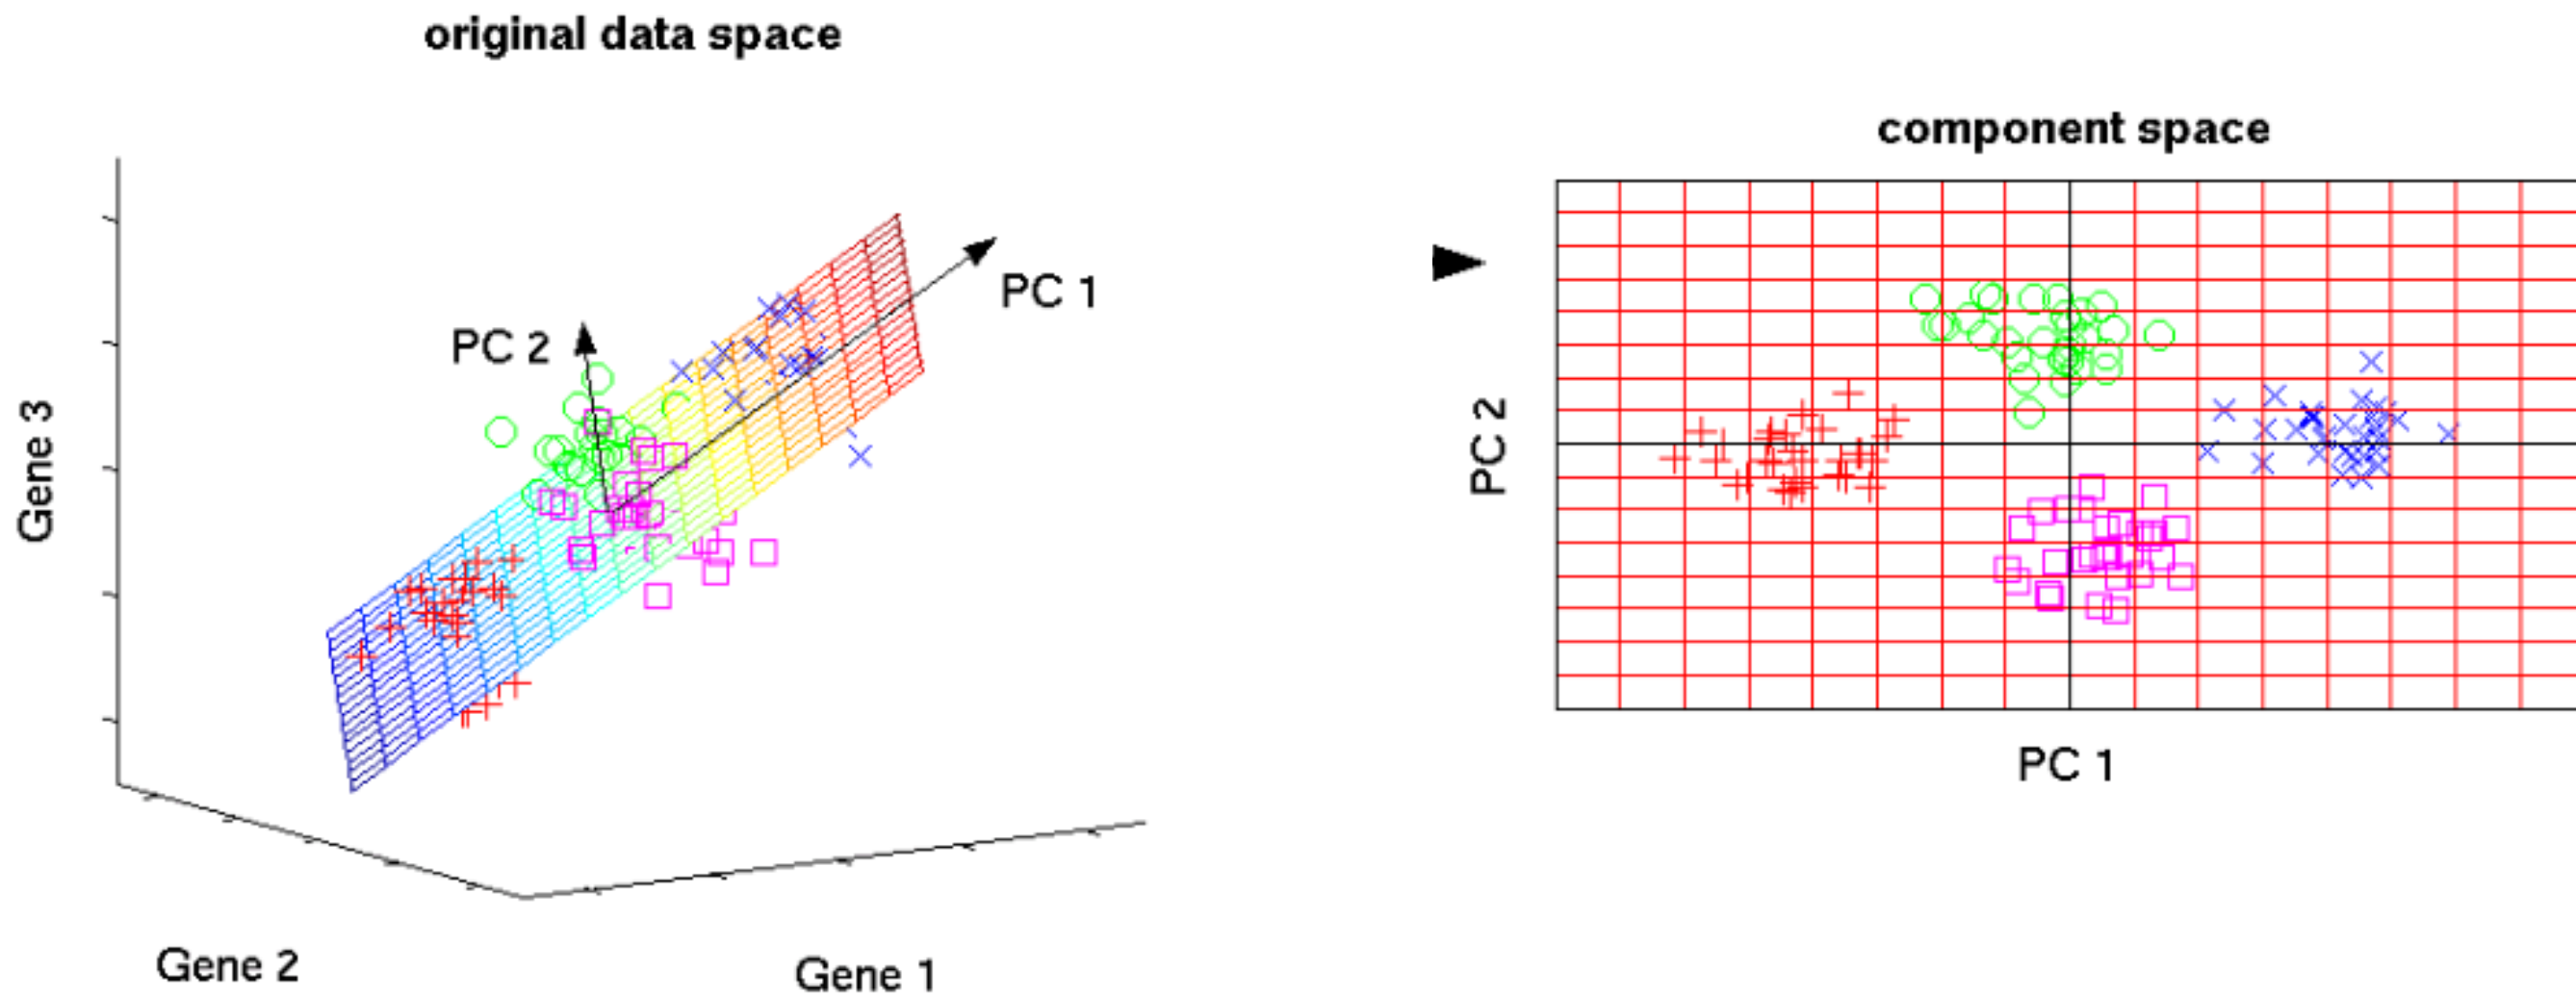 original data space
component space
PC 1
PC 2
Gene 3
PC 2
PC 1
Gene 2
Gene 1